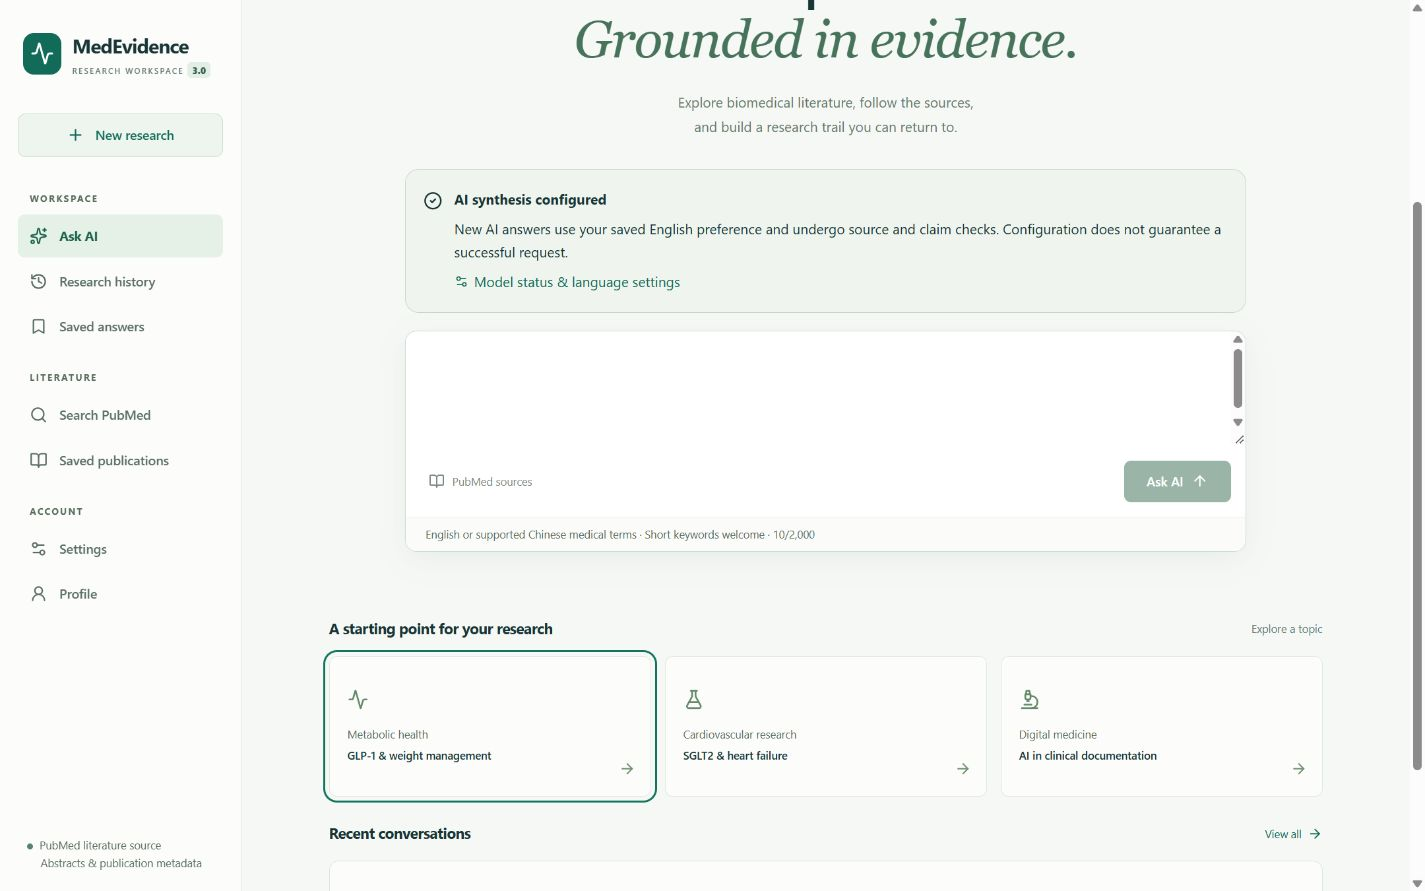 MedEvidence
RESEARCH WORKSPACE 3.0
New research
WORKSPACE
Ask AI
Research history
Saved answers
LITERATURE
Search PubMed
Saved publications
ACCOUNT
Settings
Profile
PubMed literature source
Abstracts & publication metadata
Grounded in evidence.
Explore biomedical literature, follow the sources,
and build a research trail you can return to.
AI synthesis configured
New AI answers use your saved English preference and undergo source and claim checks. Configuration does not guarantee a
successful request.
Model status & language settings
PubMed sources
Ask AI
English or supported Chinese medical terms · Short keywords welcome · 10/2,000
A starting point for your research
Explore a topic
Metabolic health
GLP-1 & weight management
Cardiovascular research
SGLT2 & heart failure
Digital medicine
AI in clinical documentation
Recent conversations
View all